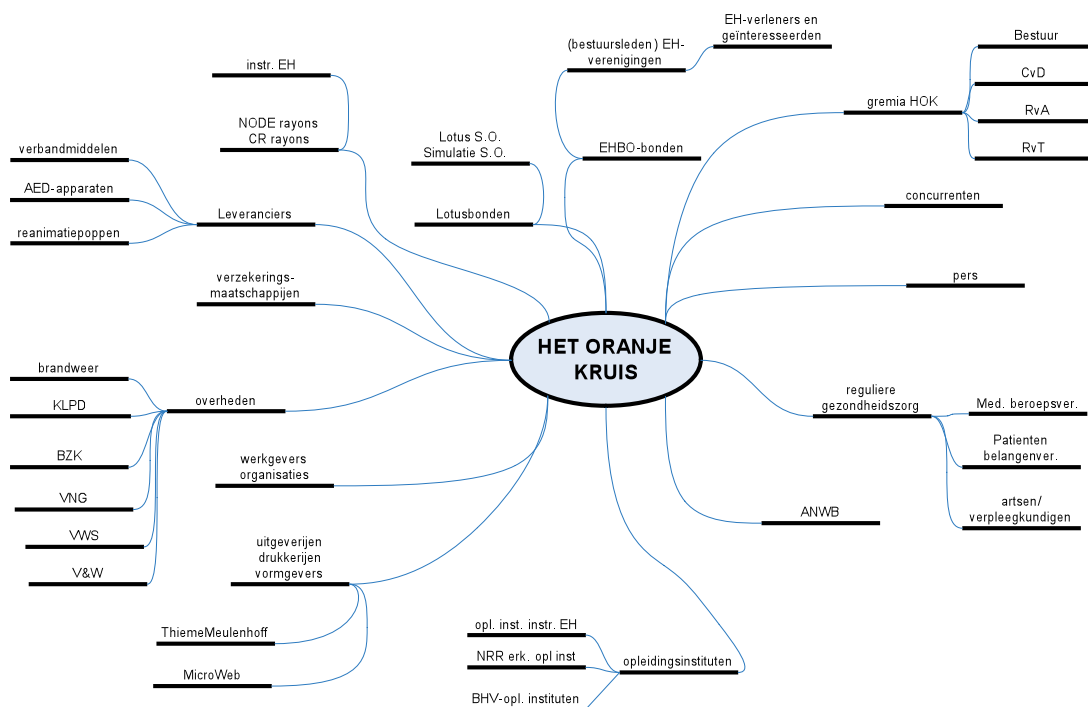 EH-verleners en
geïnteresseerden
(bestuursleden) EH-
verenigingen
EHBO-bonden
instr. EH
NODE rayons
CR rayons
Lotus S.O.
Simulatie S.O.
Lotusbonden
gremia HOK
Bestuur
CvD
RvA
RvT
concurrenten
pers
verbandmiddelen
AED-apparaten
reanimatiepoppen
Leveranciers
verzekerings-
maatschappijen
HET ORANJE
KRUIS
brandweer
KLPD
BZK
VNG
VWS
V&W
overheden
reguliere
gezondheidszorg
Med. beroepsver.
Patienten
belangenver.
artsen/
verpleegkundigen
werkgevers
organisaties
ANWB
uitgeverijen
drukkerijen
vormgevers
ThiemeMeulenhoff
MicroWeb
opl. inst. instr. EH
NRR erk. opl inst
BHV-opl. instituten
opleidingsinstituten